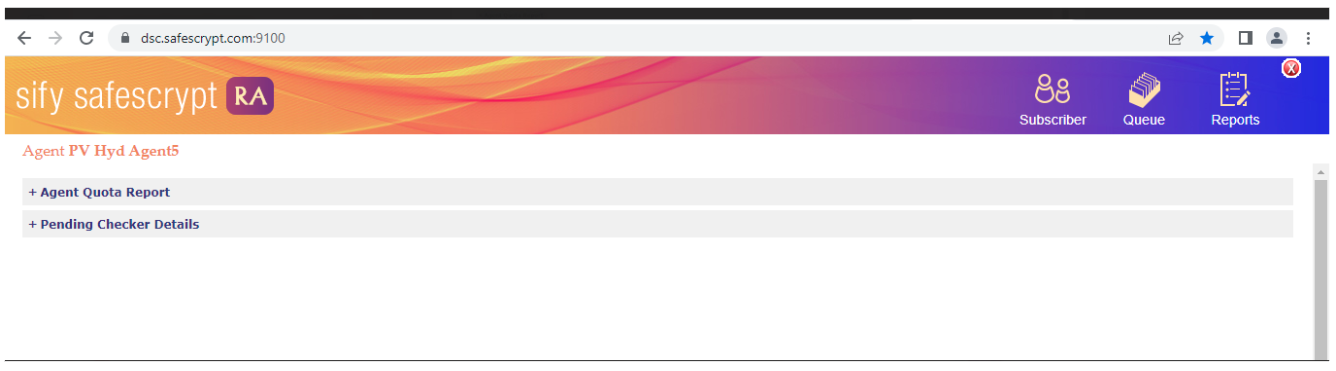 dsc.safescrypt.com:9100
sify safescrypt RA
Subscriber Queue Reports
Agent PV Hyd Agent5
+ Agent Quota Report
+ Pending Checker Details